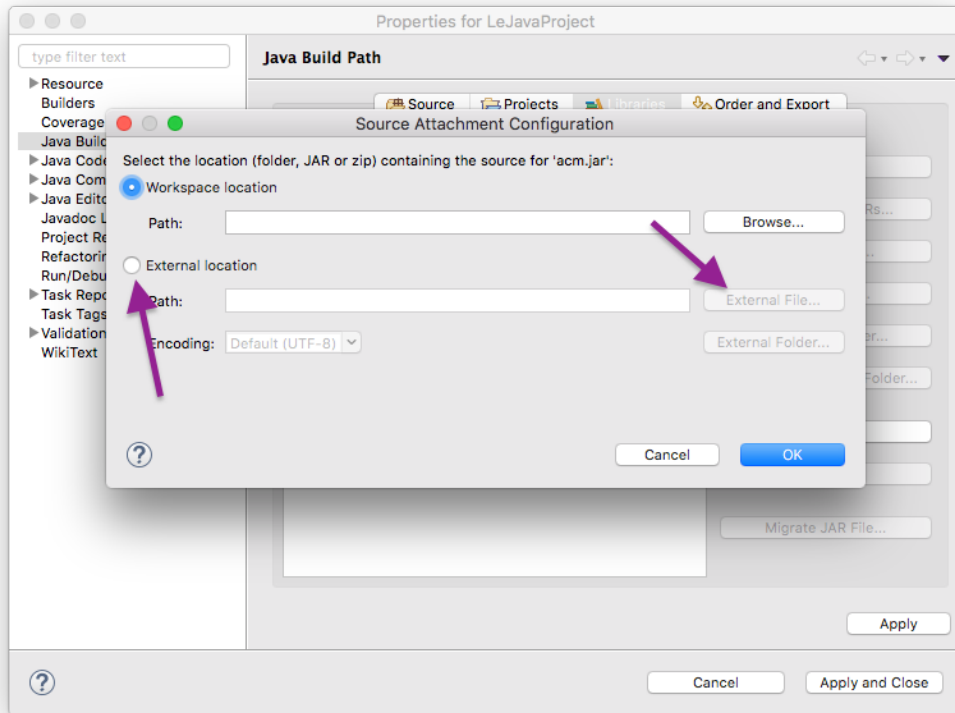 Properties for LeJavaProject
type filter text
Java Build Path
Resource
Builders
Coverage
Java Build
Java Code
Java Com
Java Edito
Javadoc L
Project Re
Refactorin
Run/Debu
Task Repo
Task Tags
Validation
WikiText
Source
Projects
Libraries
Order and Export
Source Attachment Configuration
Select the location (folder, JAR or zip) containing the source for 'acm.jar':
Workspace location
Path:
Browse...
External location
Path:
External File...
Encoding:
Default (UTF-8)
External Folder...
?
Cancel
OK
Rs...
er...
Folder...
Migrate JAR File...
Apply
?
Cancel
Apply and Close